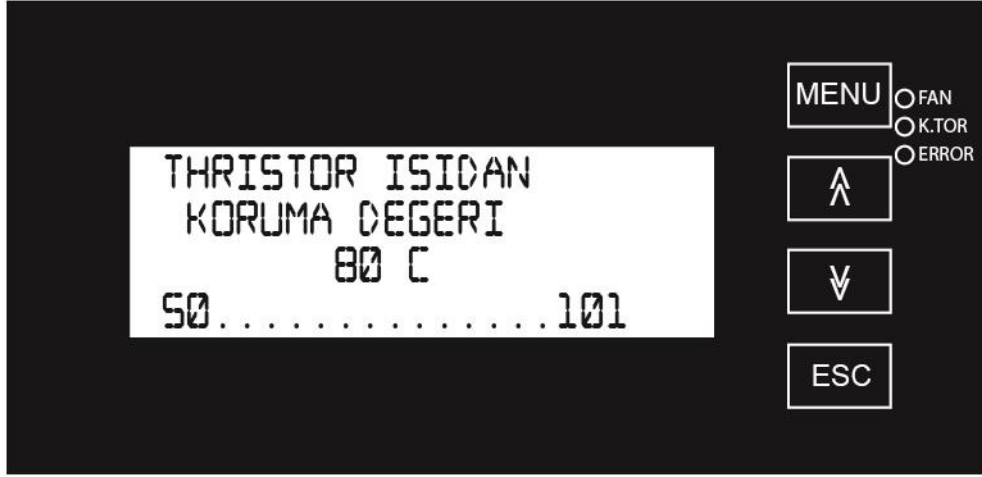 THRISTOR ISIDAN
KORUMA DEGERI
80 C
50...............101
MENU
FAN
K.TOR
ERROR
ESC